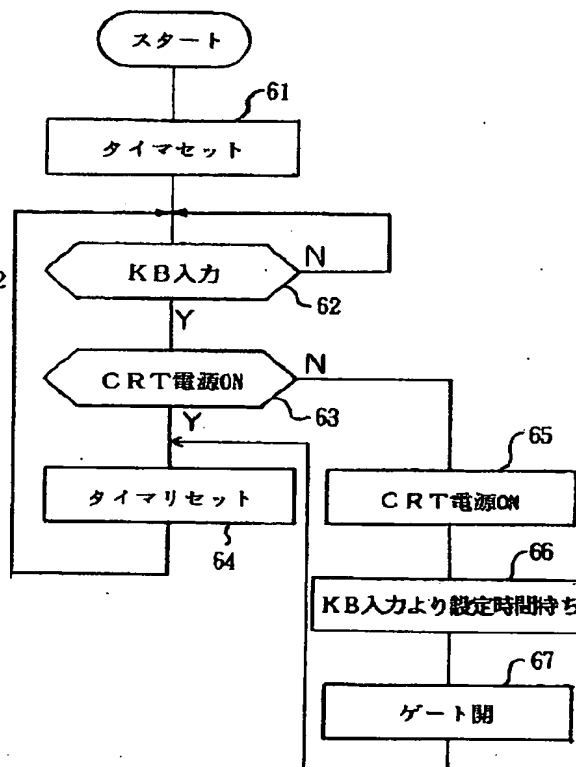 スタート
61
タイマセット
2
KB入力
N
62
Y
CRT電源ON
N
63
Y
65
タイマリセット
CRT電源ON
64
66
KB入力より設定時間待ち
67
ゲート開